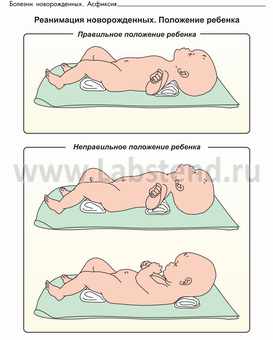 Болезни новорожденных. Асфиксия
Реанимация новорожденных. Положение ребенка
Правильное положение ребенка
Неправильное положение ребенка
www.Labstend.ru